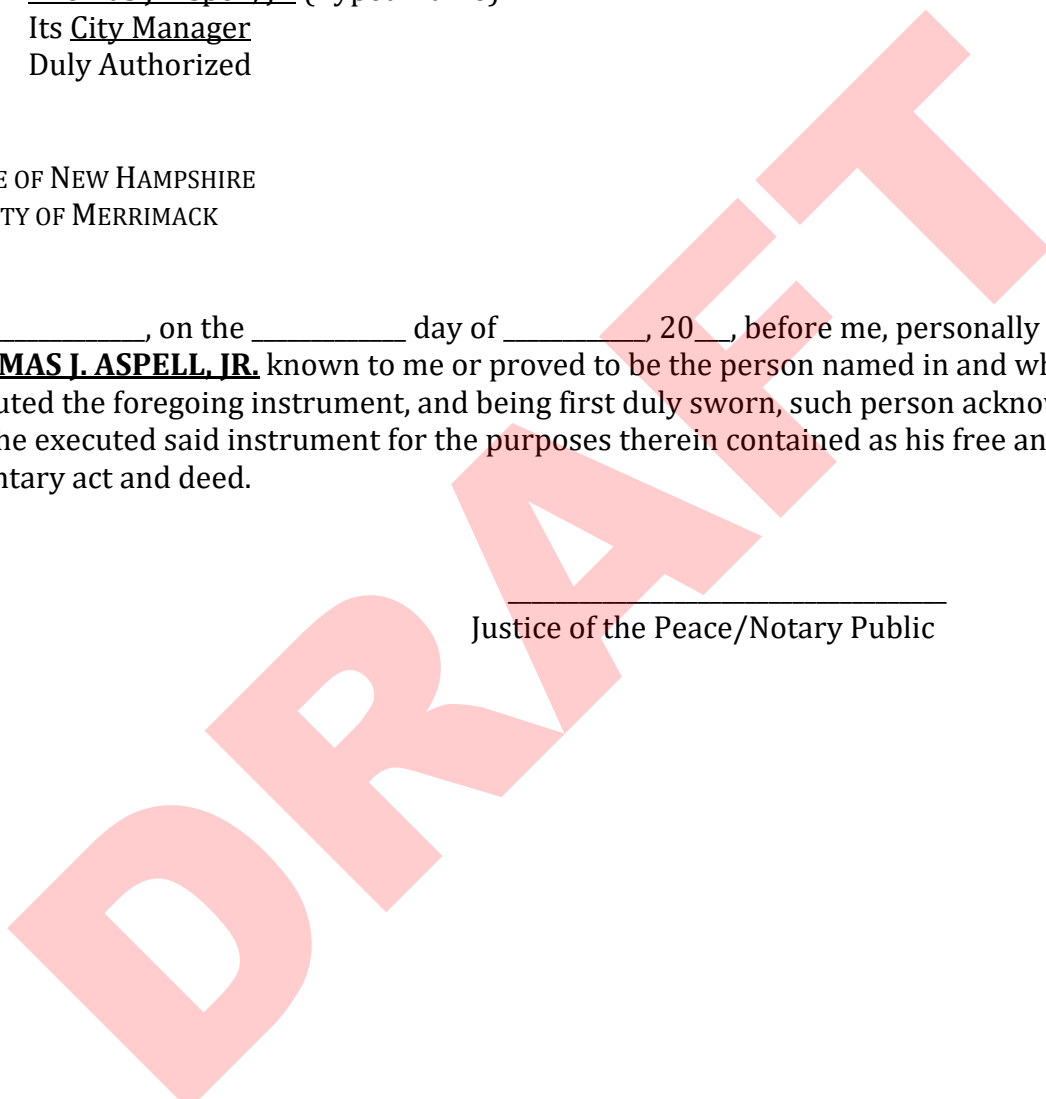 Its City Manager
Duly Authorized
E OF NEW HAMPSHIRE
TY OF MERRIMACK
____________, on the _____________ day of ____________, 20___, before me, personally
MAS J. ASPELL, JR. known to me or proved to be the person named in and wh
uted the foregoing instrument, and being first duly sworn, such person acknow
he executed said instrument for the purposes therein contained as his free an
ntary act and deed.
_____________________________________
Justice of the Peace/Notary Public
DRAFT